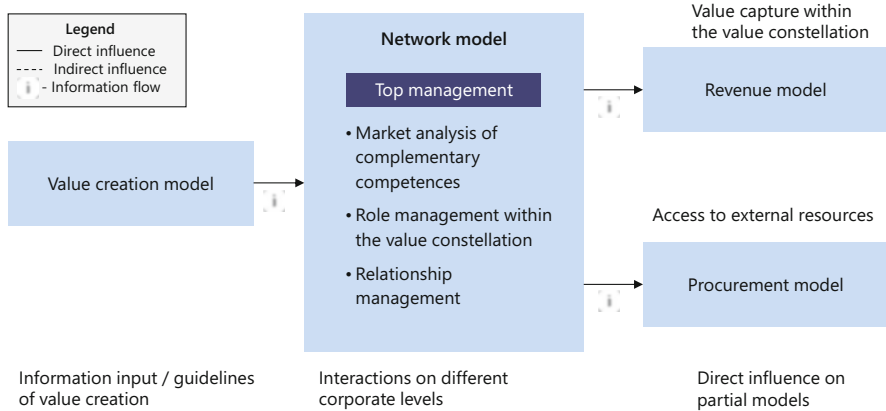 Legend
Direct influence
Indirect influence
i - Information flow
Value creation model
i
Network model
Top management
• Market analysis of
complementary
competences
• Role management within
the value constellation
• Relationship
management
i
i
Value capture within
the value constellation
Revenue model
Access to external resources
Procurement model
Information input / guidelines
of value creation
Interactions on different
corporate levels
Direct influence on
partial models